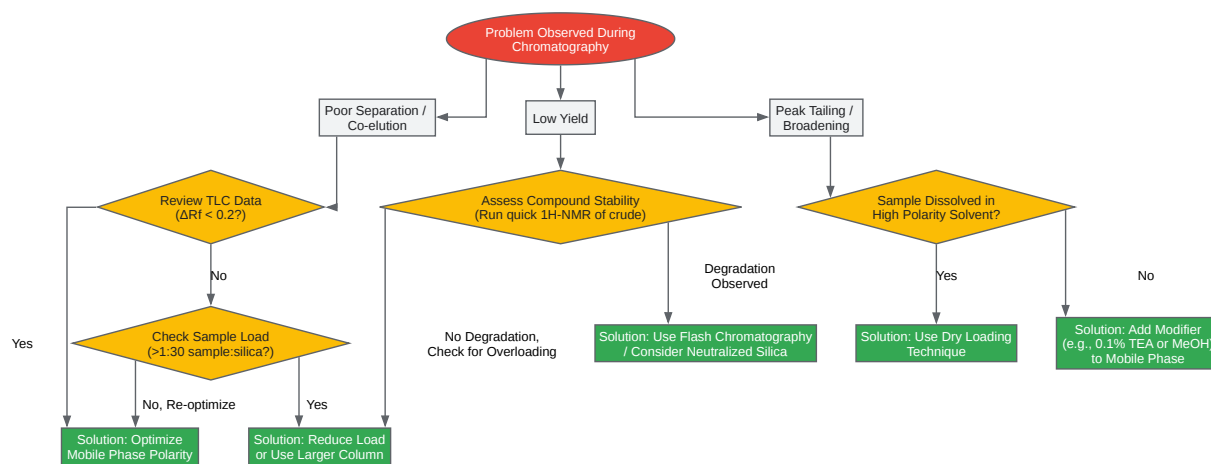 Problem Observed During
Chromatography
Poor Separation /
Co-elution
Low Yield
Peak Tailing /
Broadening
Review TLC Data
(ΔRf < 0.2?)
Assess Compound Stability
(Run quick 1H-NMR of crude)
Sample Dissolved in
High Polarity Solvent?
No
Degradation
Observed
Yes
No
Check Sample Load
(>1:30 sample:silica?)
Yes
No Degradation,
Check for Overloading
Solution: Use Flash Chromatography
/ Consider Neutralized Silica
Solution: Use Dry Loading
Technique
Solution: Add Modifier
(e.g., 0.1% TEA or MeOH)
to Mobile Phase
No, Re-optimize
Yes
Solution: Optimize
Mobile Phase Polarity
Solution: Reduce Load
or Use Larger Column